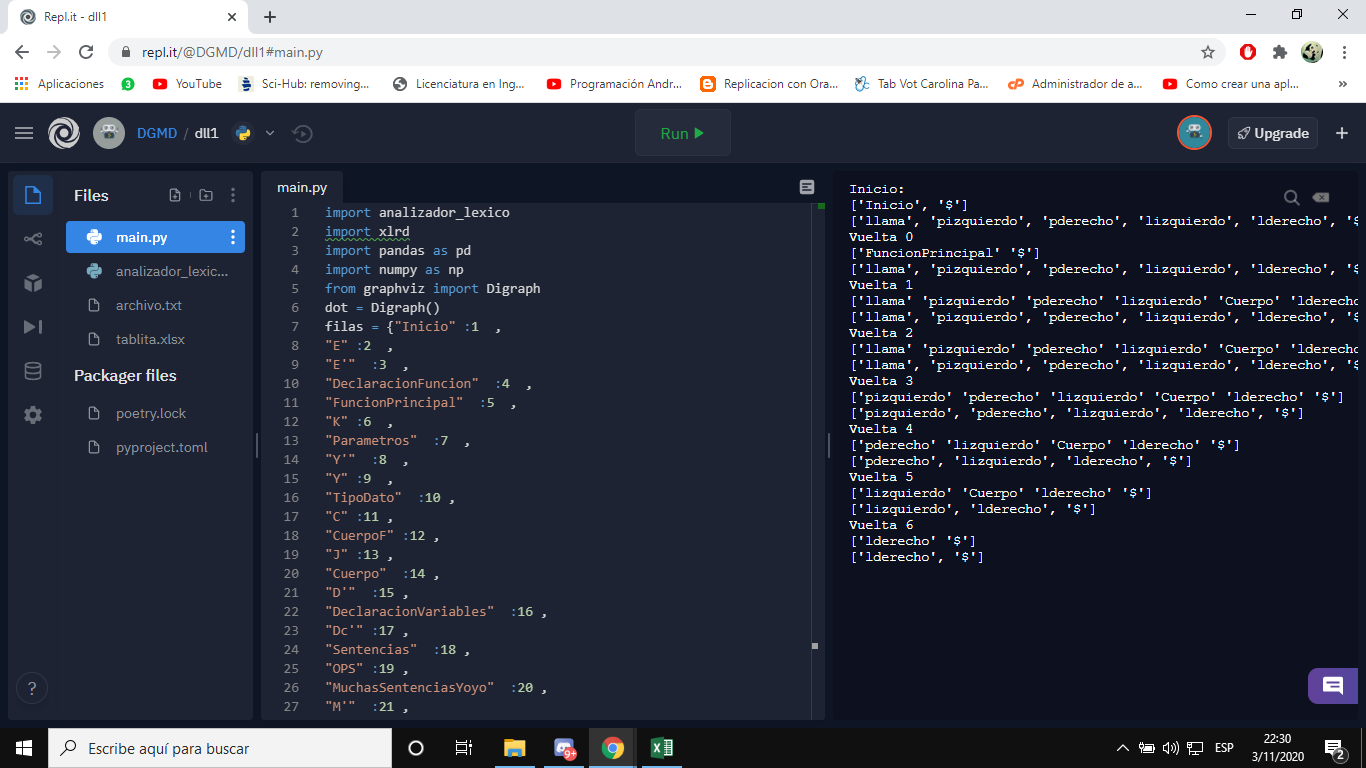 Repl.it - dll1
repl.it/@DGMD/dll1#main.py
Aplicaciones
3
YouTube
Sci-Hub: removing...
Licenciatura en Ing...
Programación Andr...
Replicacion con Ora...
Tab Vot Carolina Pa...
Administrador de a...
Como crear una apl...
»
DGMD / dll1
Run
Upgrade
Files
main.py
analizador_lexic...
archivo.txt
tablita.xlsx
Packager files
poetry.lock
pyproject.toml
?
main.py
1 import analizador_lexico
2 import xlrd
3 import pandas as pd
4 import numpy as np
5 from graphviz import Digraph
6 dot = Digraph()
7 filas = {"Inicio" :1  ,
8 "E" :2  ,
9 "E'"  :3  ,
10 "DeclaracionFuncion"  :4  ,
11 "FuncionPrincipal"  :5  ,
12 "K" :6  ,
13 "Parametros"  :7  ,
14 "Y'"  :8  ,
15 "Y" :9  ,
16 "TipoDato"  :10 ,
17 "C" :11 ,
18 "CuerpoF" :12 ,
19 "J" :13 ,
20 "Cuerpo"  :14 ,
21 "D'"  :15 ,
22 "DeclaracionVariables"  :16 ,
23 "Dc'" :17 ,
24 "Sentencias"  :18 ,
25 "OPS" :19 ,
26 "MuchasSentenciasYoyo"  :20 ,
27 "M'"  :21 ,
Inicio:
['Inicio', '$']
['llama', 'pizquierdo', 'pderecho', 'lizquierdo', 'lderecho', '$
Vuelta 0
['FuncionPrincipal' '$']
['llama', 'pizquierdo', 'pderecho', 'lizquierdo', 'lderecho', '$
Vuelta 1
['llama' 'pizquierdo' 'pderecho' 'lizquierdo' 'Cuerpo' 'lderecho
['llama', 'pizquierdo', 'pderecho', 'lizquierdo', 'lderecho', '$
Vuelta 2
['llama' 'pizquierdo' 'pderecho' 'lizquierdo' 'Cuerpo' 'lderecho
['llama', 'pizquierdo', 'pderecho', 'lizquierdo', 'lderecho', '$
Vuelta 3
['pizquierdo' 'pderecho' 'lizquierdo' 'Cuerpo' 'lderecho' '$']
['pizquierdo', 'pderecho', 'lizquierdo', 'lderecho', '$']
Vuelta 4
['pderecho' 'lizquierdo' 'Cuerpo' 'lderecho' '$']
['pderecho', 'lizquierdo', 'lderecho', '$']
Vuelta 5
['lizquierdo' 'Cuerpo' 'lderecho' '$']
['lizquierdo', 'lderecho', '$']
Vuelta 6
['lderecho' '$']
['lderecho', '$']
Escribe aquí para buscar
9+
ESP
22:30
3/11/2020
2